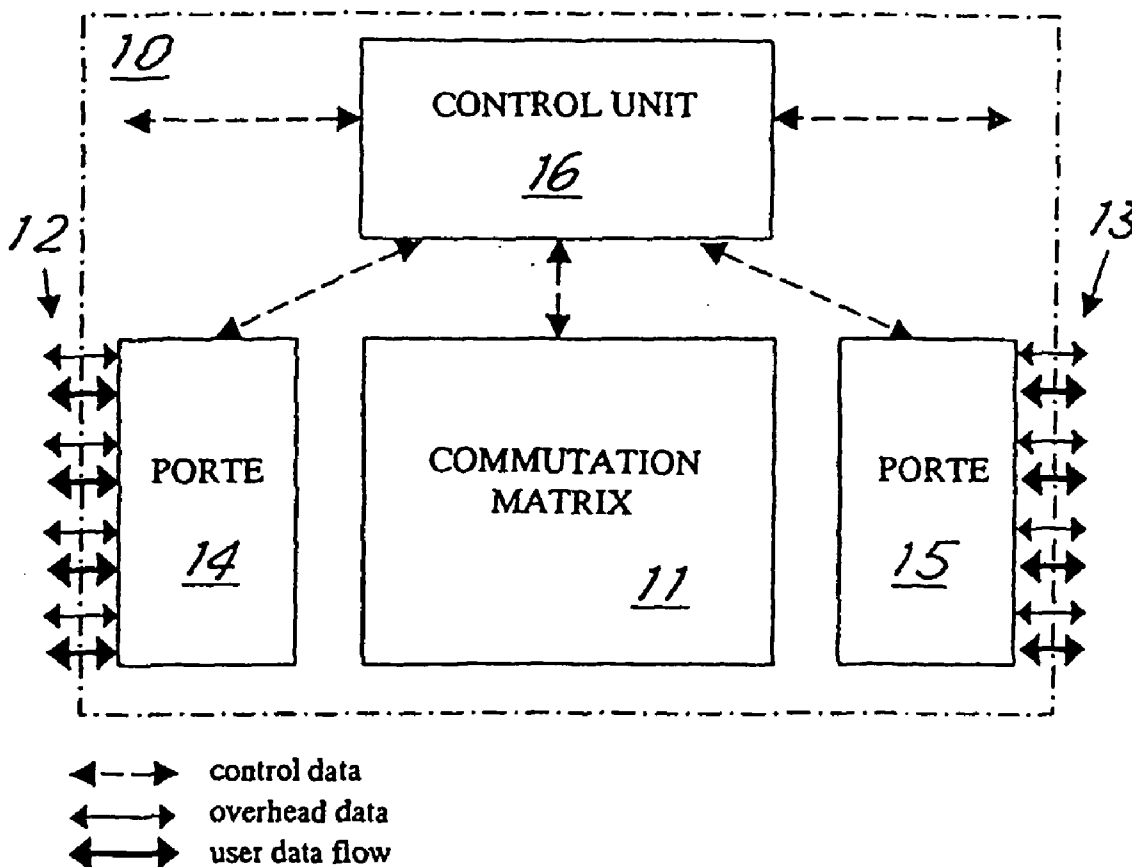 10
CONTROL UNIT
16
12
13
PORTE
14
COMMUTATION
MATRIX
11
PORTE
15
control data
overhead data
user data flow